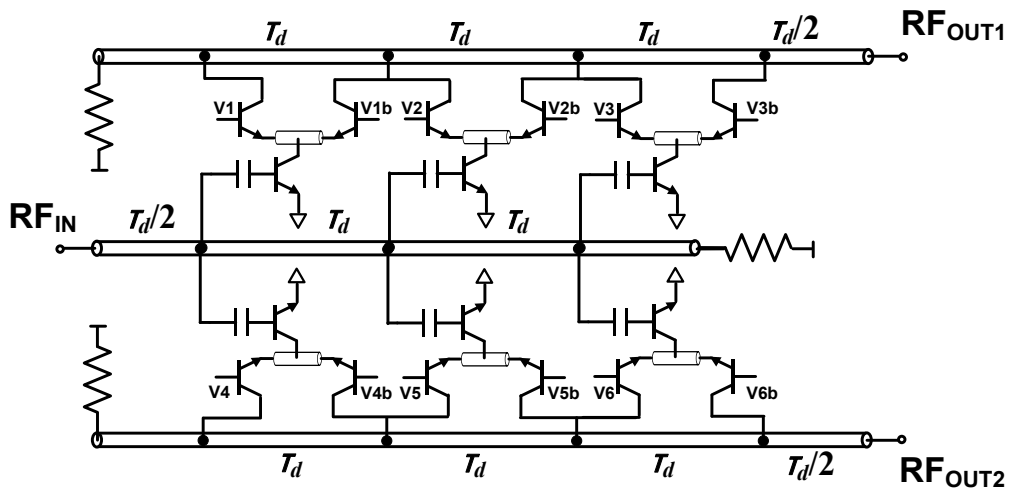 T_d T_d T_d T_d/2 RF_OUT1
V1 V1b V2 V2b V3 V3b
RF_IN T_d/2 T_d T_d
V4 V4b V5 V5b V6 V6b
T_d T_d T_d T_d/2 RF_OUT2